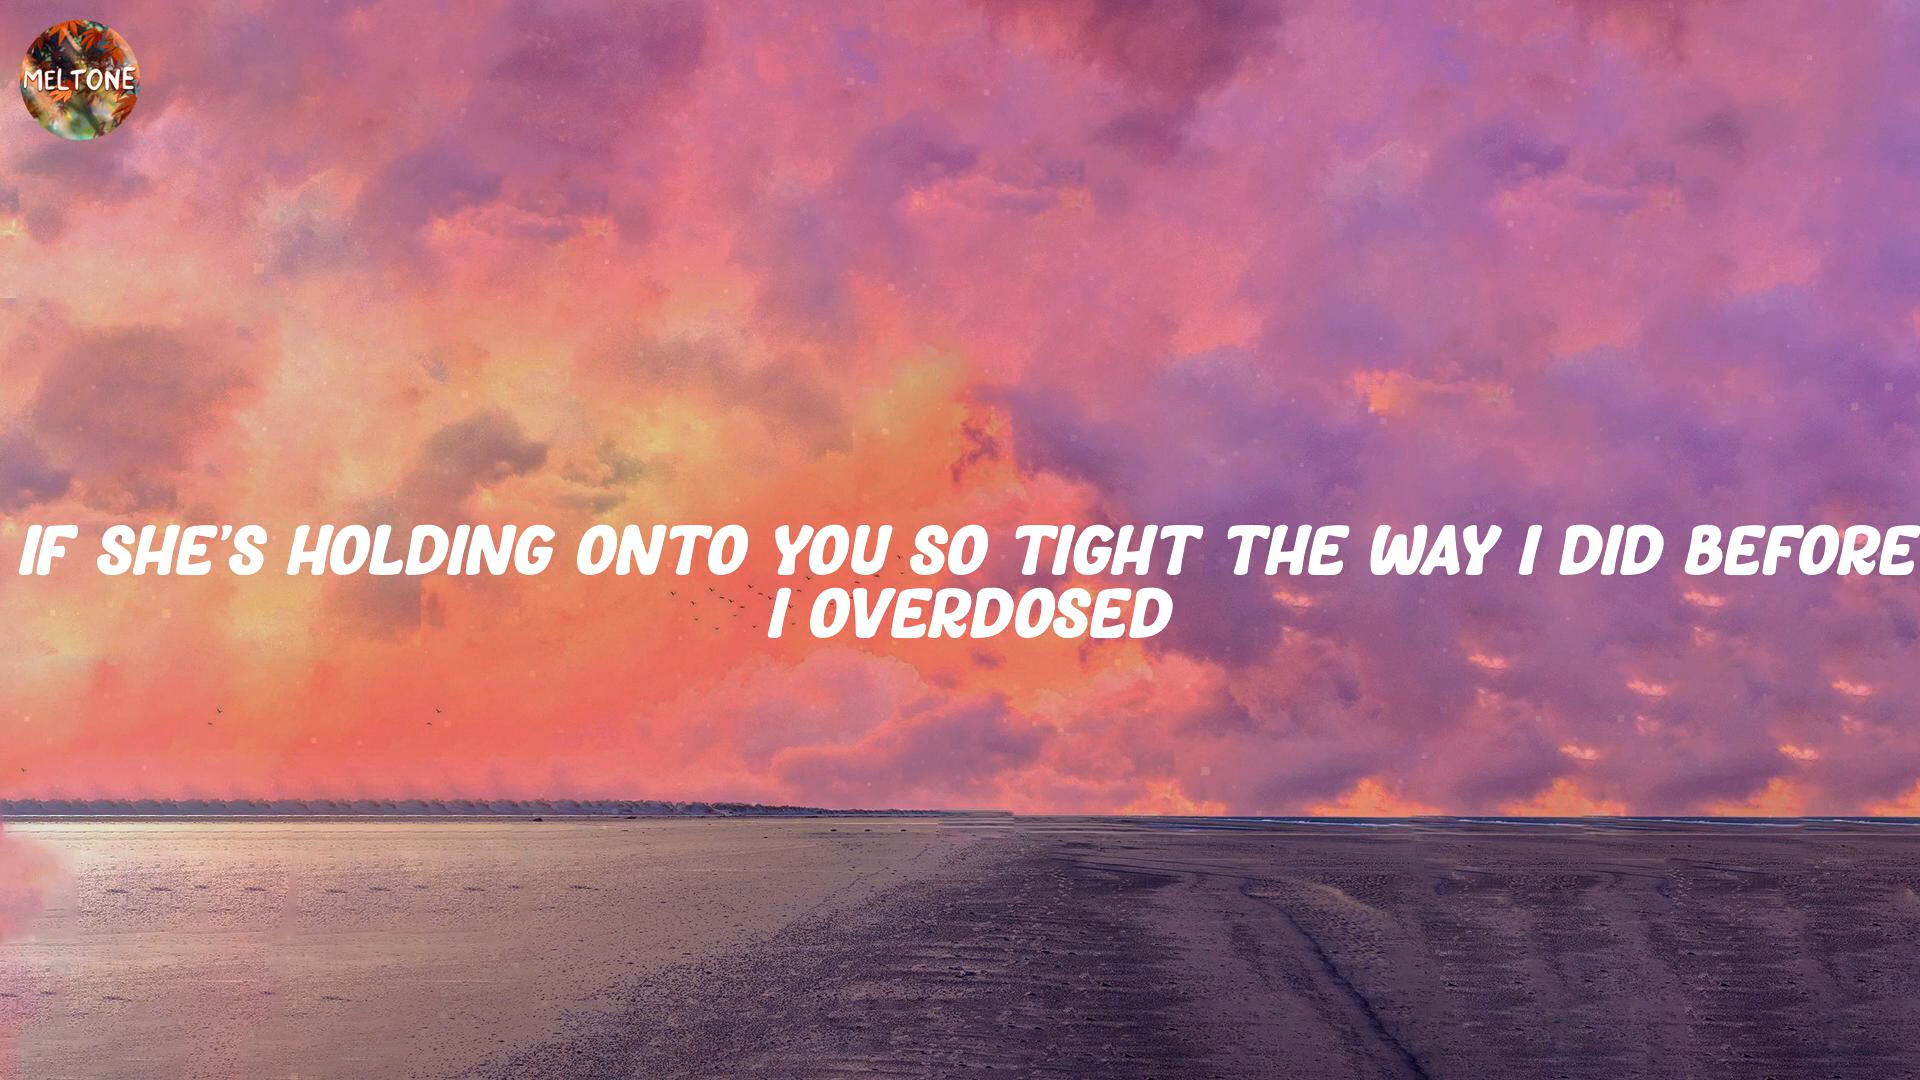 MELTONE
IF SHE'S HOLDING ONTO YOU SO TIGHT THE WAY I DID BEFORE
I OVERDOSED